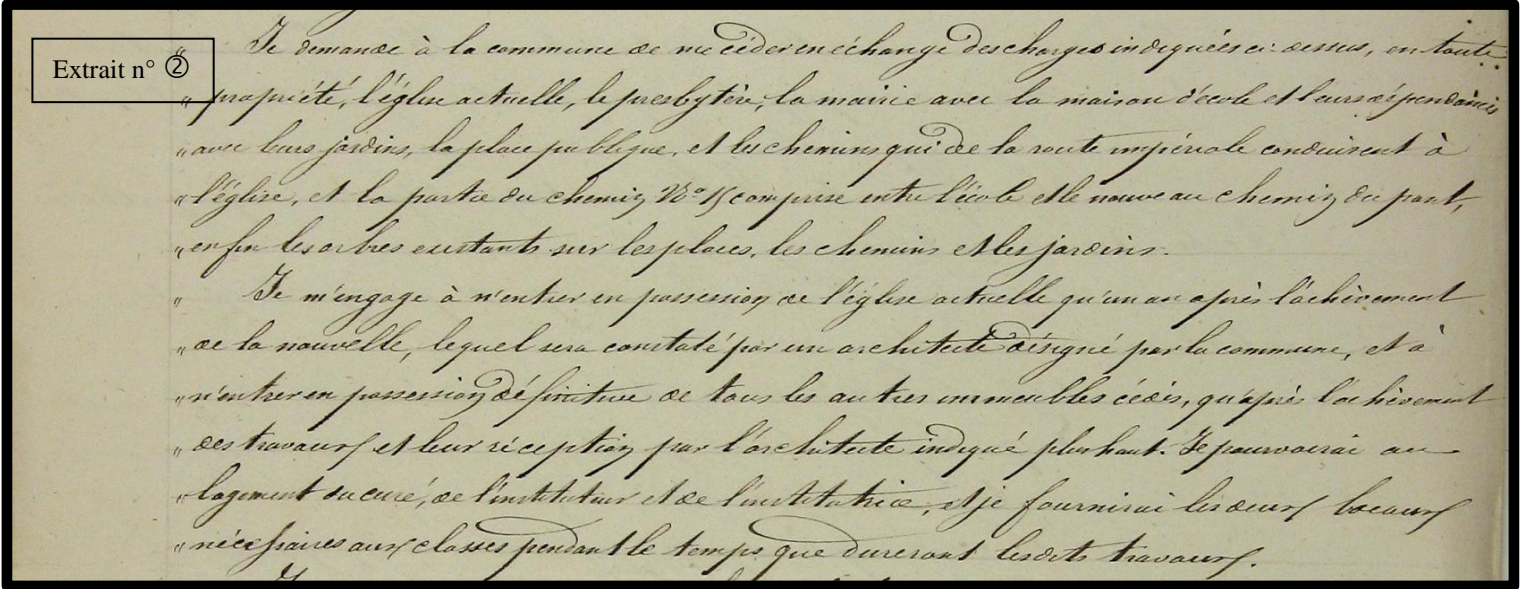 Extrait n° ②
" Je demande à la commune de me céder en échange des charges indiquées ci-dessus, en toute
" propriété, l'église actuelle, le presbytère, la mairie avec la maison d'école et leurs dépendances
" avec leurs jardins, la place publique, et les chemins qui de la route impériale conduisent à
" l'église, et la partie du chemin N° 15 comprise entre l'école et le nouveau chemin du pont,
" enfin les arbres existants sur les places, les chemins et les jardins.
" Je m'engage à n'entrer en possession de l'église actuelle qu'un an après l'achèvement
" de la nouvelle, lequel sera constaté par un architecte désigné par la commune, et à
" n'entrer en possession définitive de tous les autres immeubles cédés, qu'après l'achèvement
" des travaux et leur réception par l'architecte indiqué plus haut. Je pourvoirai au
" logement du curé, de l'instituteur et de l'institutrice, et je fournirai les deux locaux
" nécessaires aux classes pendant le temps que dureront lesdits travaux.